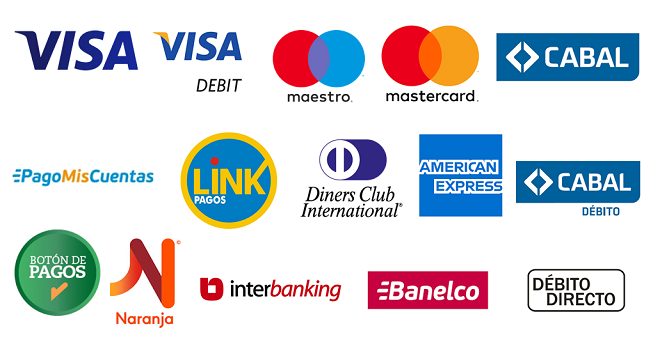 VISA
VISA
DEBIT
maestro.
mastercard.
CABAL
PagoMisCuentas
LINK
PAGOS
Diners Club
International®
AMERICAN
EXPRESS
CABAL
DÉBITO
BOTÓN DE
PAGOS
Naranja
©
interbanking
Banelco
DÉBITO
DIRECTO